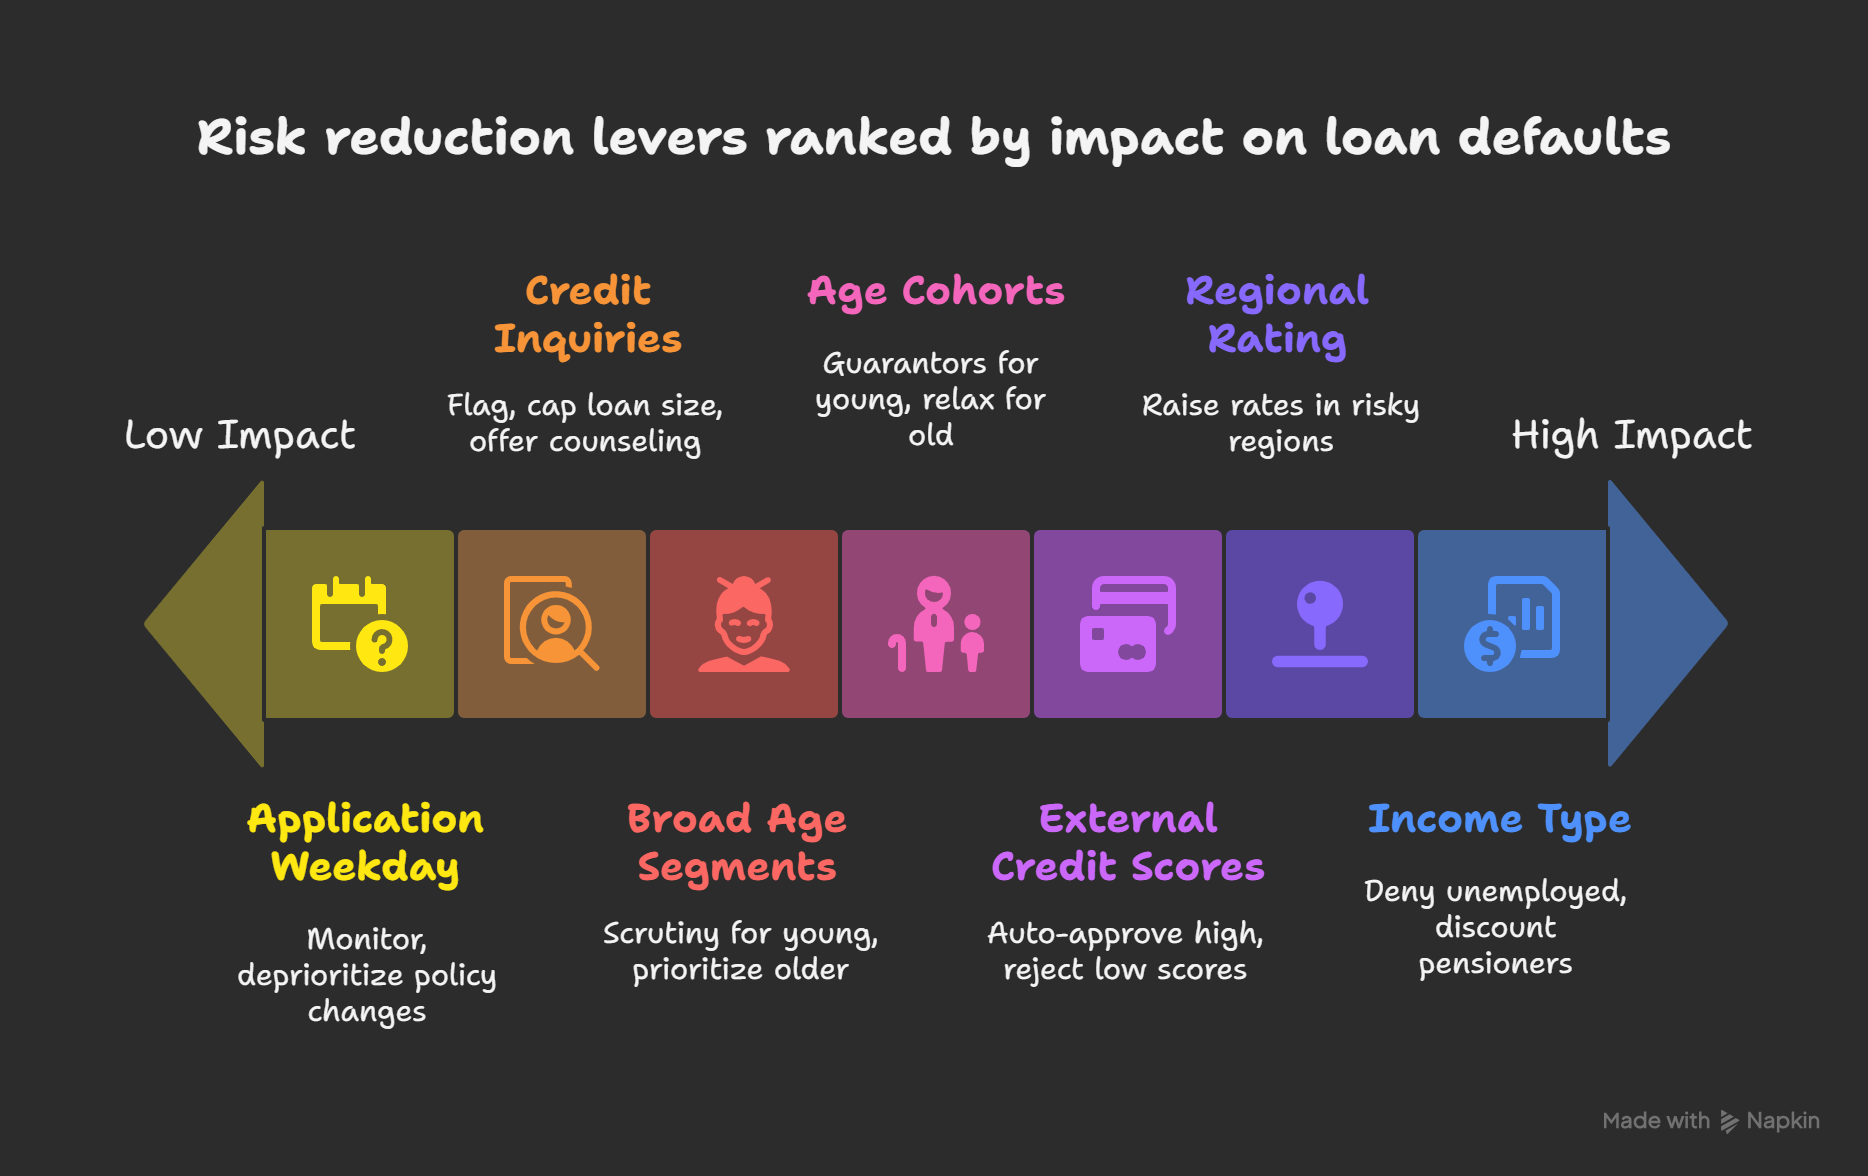 Risk reduction levers ranked by impact on loan defaults
Credit
Inquiries
Flag, cap loan size,
offer counseling
Age Cohorts
Guarantors for
young, relax for
old
Regional
Rating
Raise rates in risky
regions
Low Impact
High Impact
?
$
Application
Weekday
Monitor,
deprioritize policy
changes
Broad Age
Segments
Scrutiny for young,
prioritize older
External
Credit Scores
Auto-approve high,
reject low scores
Income Type
Deny unemployed,
discount
pensioners
Made with Napkin